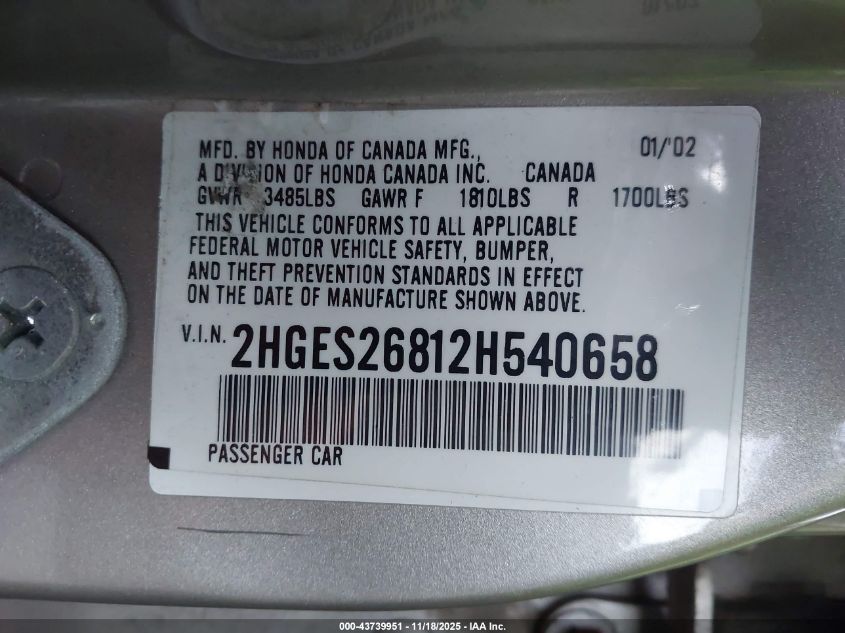 MFD. BY HONDA OF CANADA MFG., 01/'02
A DIVISION OF HONDA CANADA INC. CANADA
GVWR 3485LBS GAWR F 1810LBS R 1700LBS
THIS VEHICLE CONFORMS TO ALL APPLICABLE
FEDERAL MOTOR VEHICLE SAFETY, BUMPER,
AND THEFT PREVENTION STANDARDS IN EFFECT
ON THE DATE OF MANUFACTURE SHOWN ABOVE.
V.I.N. 2HGES26812H540658
PASSENGER CAR
000-43739951 - 11/18/2025 - IAA Inc.